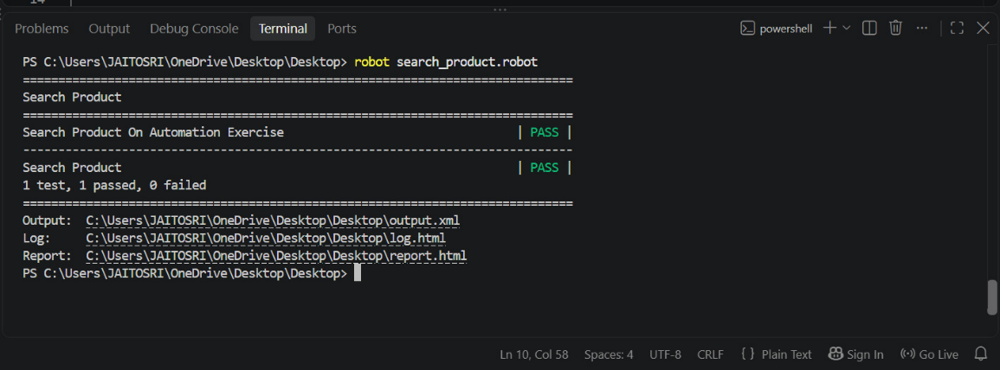 14
Problems Output Debug Console Terminal Ports powershell
PS C:\Users\JAITOSRI\OneDrive\Desktop\Desktop> robot search_product.robot
==============================================================================
Search Product
==============================================================================
Search Product On Automation Exercise | PASS |
------------------------------------------------------------------------------
Search Product | PASS |
1 test, 1 passed, 0 failed
==============================================================================
Output: C:\Users\JAITOSRI\OneDrive\Desktop\Desktop\output.xml
Log: C:\Users\JAITOSRI\OneDrive\Desktop\Desktop\log.html
Report: C:\Users\JAITOSRI\OneDrive\Desktop\Desktop\report.html
PS C:\Users\JAITOSRI\OneDrive\Desktop\Desktop>
Ln 10, Col 58 Spaces: 4 UTF-8 CRLF { } Plain Text Sign In Go Live